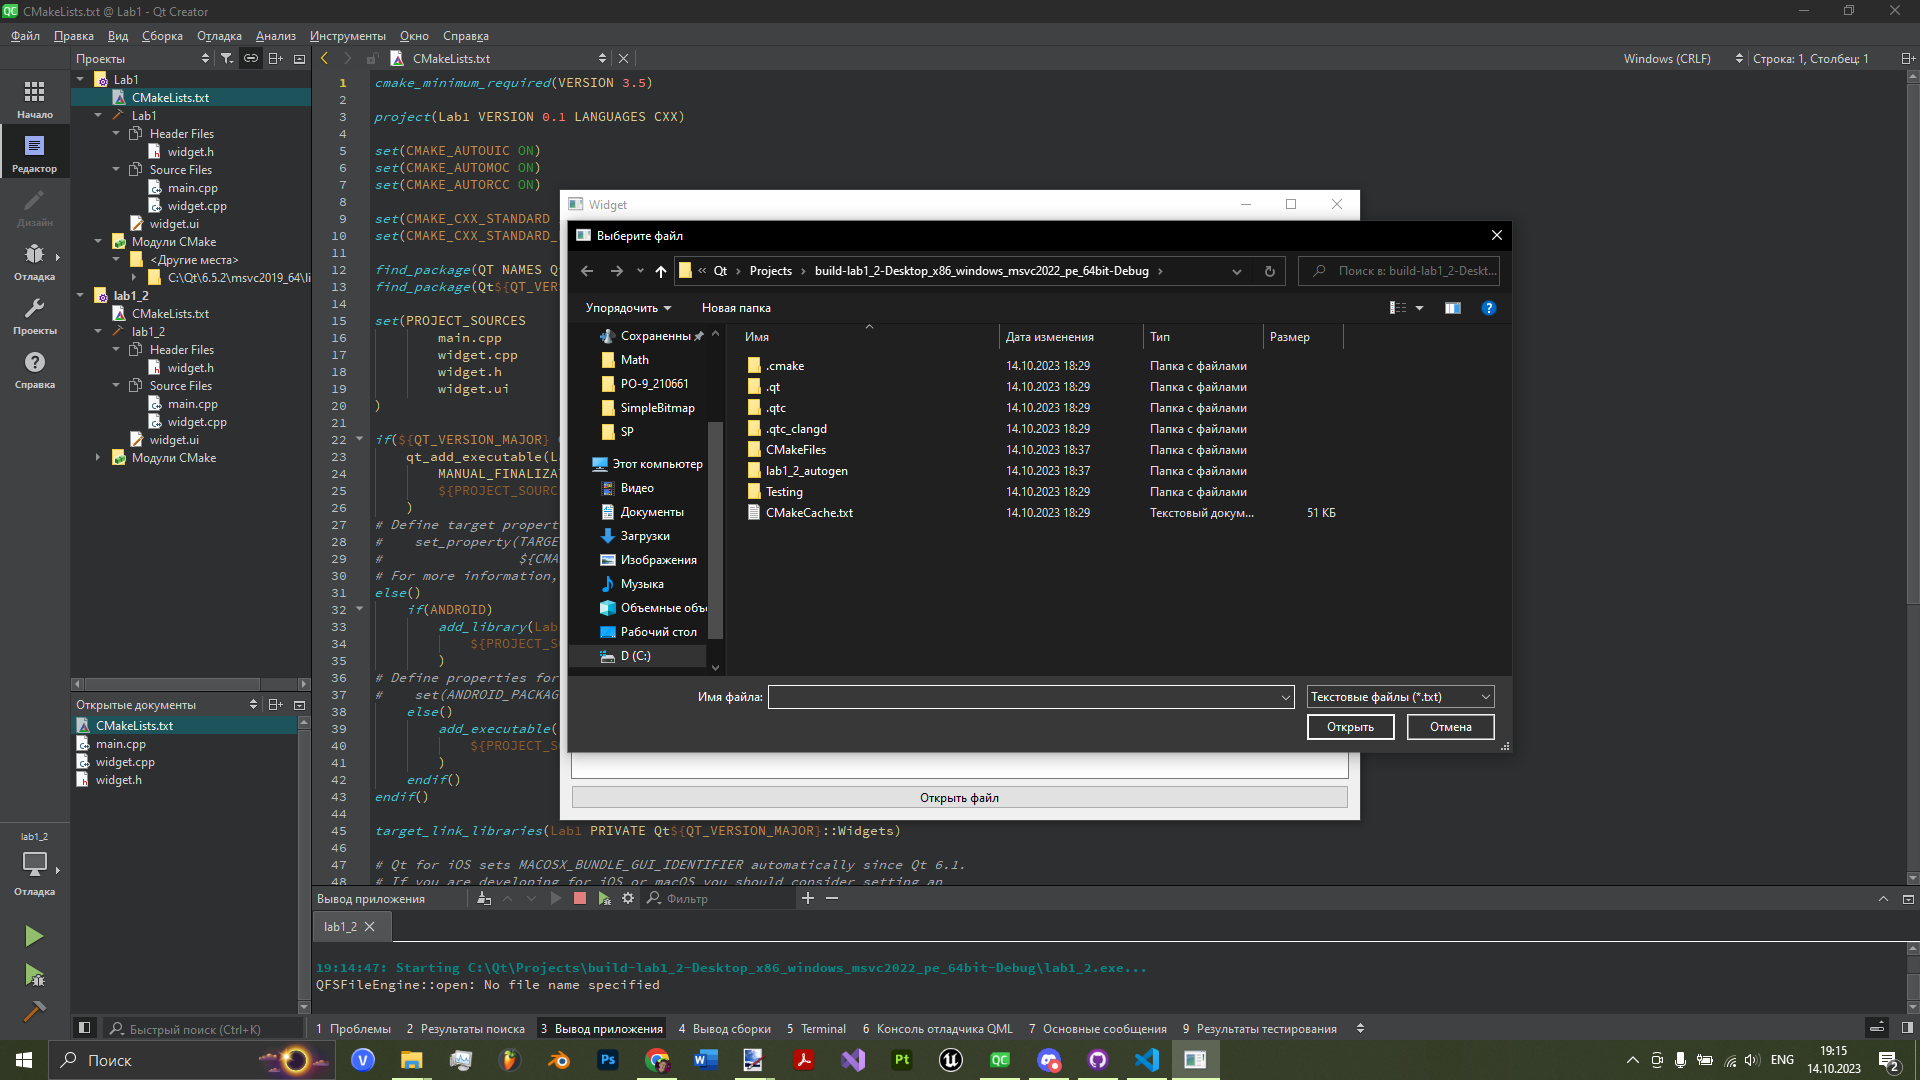 CMakeLists.txt @ Lab1 - Qt Creator
Файл Правка Вид Сборка Отладка Анализ Инструменты Окно Справка
Проекты
CMakeLists.txt
Windows (CRLF)
Строка: 1, Столбец: 1
Начало
Редактор
Дизайн
Отладка
Проекты
Справка
Lab1
CMakeLists.txt
Lab1
Header Files
widget.h
Source Files
main.cpp
widget.cpp
widget.ui
Модули CMake
<Другие места>
C:\Qt\6.5.2\msvc2019_64\li
lab1_2
CMakeLists.txt
lab1_2
Header Files
widget.h
Source Files
main.cpp
widget.cpp
widget.ui
Модули CMake
Открытые документы
CMakeLists.txt
main.cpp
widget.cpp
widget.h
lab1_2
Отладка
1 cmake_minimum_required(VERSION 3.5)
2
3 project(Lab1 VERSION 0.1 LANGUAGES CXX)
4
5 set(CMAKE_AUTOUIC ON)
6 set(CMAKE_AUTOMOC ON)
7 set(CMAKE_AUTORCC ON)
8
9 set(CMAKE_CXX_STANDARD
10 set(CMAKE_CXX_STANDARD_
11
12 find_package(QT NAMES Q
13 find_package(Qt${QT_VER
14
15 set(PROJECT_SOURCES
16 main.cpp
17 widget.cpp
18 widget.h
19 widget.ui
20 )
21
22 if(${QT_VERSION_MAJOR}
23 qt_add_executable(L
24 MANUAL_FINALIZA
25 ${PROJECT_SOURC
26 )
27 # Define target propert
28 # set_property(TARGE
29 # ${CMA
30 # For more information,
31 else()
32 if(ANDROID)
33 add_library(Lab
34 ${PROJECT_S
35 )
36 # Define properties for
37 # set(ANDROID_PACKAG
38 else()
39 add_executable(
40 ${PROJECT_S
41 )
42 endif()
43 endif()
44
45 target_link_libraries(Lab1 PRIVATE Qt${QT_VERSION_MAJOR}::Widgets)
46
47 # Qt for iOS sets MACOSX_BUNDLE_GUI_IDENTIFIER automatically since Qt 6.1.
48 # If you are developing for iOS or macOS you should consider setting an
Widget
Выберите файл
« Qt › Projects › build-lab1_2-Desktop_x86_windows_msvc2022_pe_64bit-Debug ›
Поиск в: build-lab1_2-Deskt...
Упорядочить
Новая папка
Сохраненны
Math
PO-9_210661
SimpleBitmap
SP
Этот компьютер
Видео
Документы
Загрузки
Изображения
Музыка
Объемные объ
Рабочий стол
D (C:)
Имя Дата изменения Тип Размер
.cmake 14.10.2023 18:29 Папка с файлами
.qt 14.10.2023 18:29 Папка с файлами
.qtc 14.10.2023 18:29 Папка с файлами
.qtc_clangd 14.10.2023 18:29 Папка с файлами
CMakeFiles 14.10.2023 18:37 Папка с файлами
lab1_2_autogen 14.10.2023 18:37 Папка с файлами
Testing 14.10.2023 18:29 Папка с файлами
CMakeCache.txt 14.10.2023 18:29 Текстовый докум... 51 КБ
Имя файла:
Текстовые файлы (*.txt)
Открыть
Отмена
Открыть файл
Вывод приложения
Фильтр
lab1_2
19:14:47: Starting C:\Qt\Projects\build-lab1_2-Desktop_x86_windows_msvc2022_pe_64bit-Debug\lab1_2.exe...
QFSFileEngine::open: No file name specified
Быстрый поиск (Ctrl+K)
1 Проблемы 2 Результаты поиска 3 Вывод приложения 4 Вывод сборки 5 Terminal 6 Консоль отладчика QML 7 Основные сообщения 9 Результаты тестирования
Поиск
ENG
19:15
14.10.2023
2